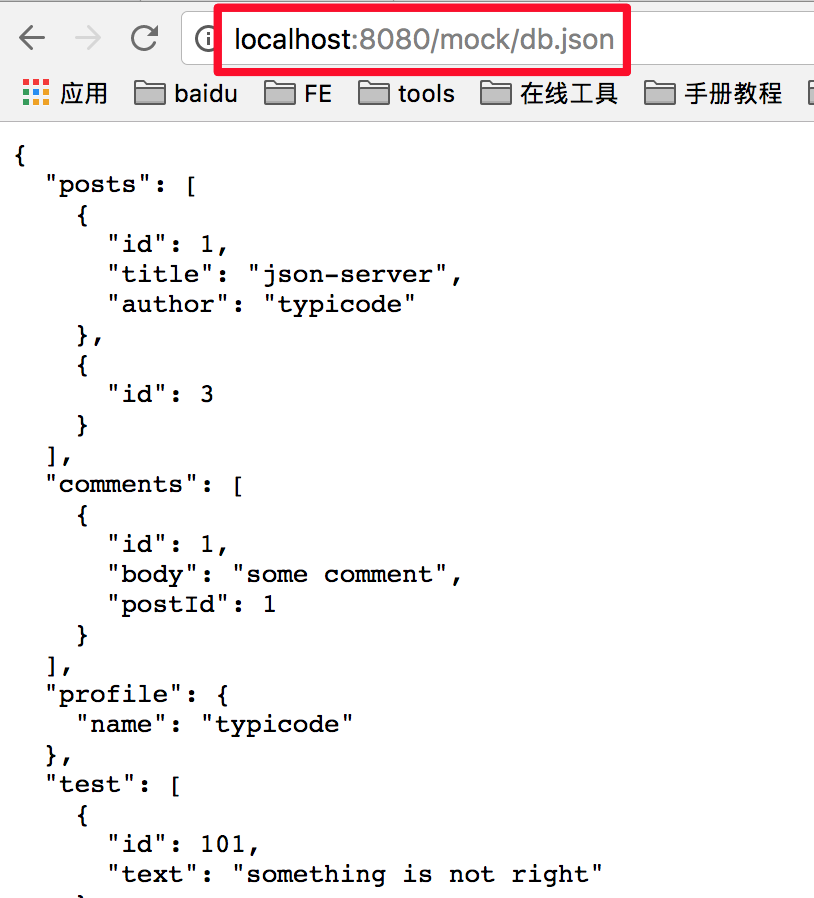 localhost:8080/mock/db.json
应用 baidu FE tools 在线工具 手册教程
{
  "posts": [
    {
      "id": 1,
      "title": "json-server",
      "author": "typicode"
    },
    {
      "id": 3
    }
  ],
  "comments": [
    {
      "id": 1,
      "body": "some comment",
      "postId": 1
    }
  ],
  "profile": {
    "name": "typicode"
  },
  "test": [
    {
      "id": 101,
      "text": "something is not right"